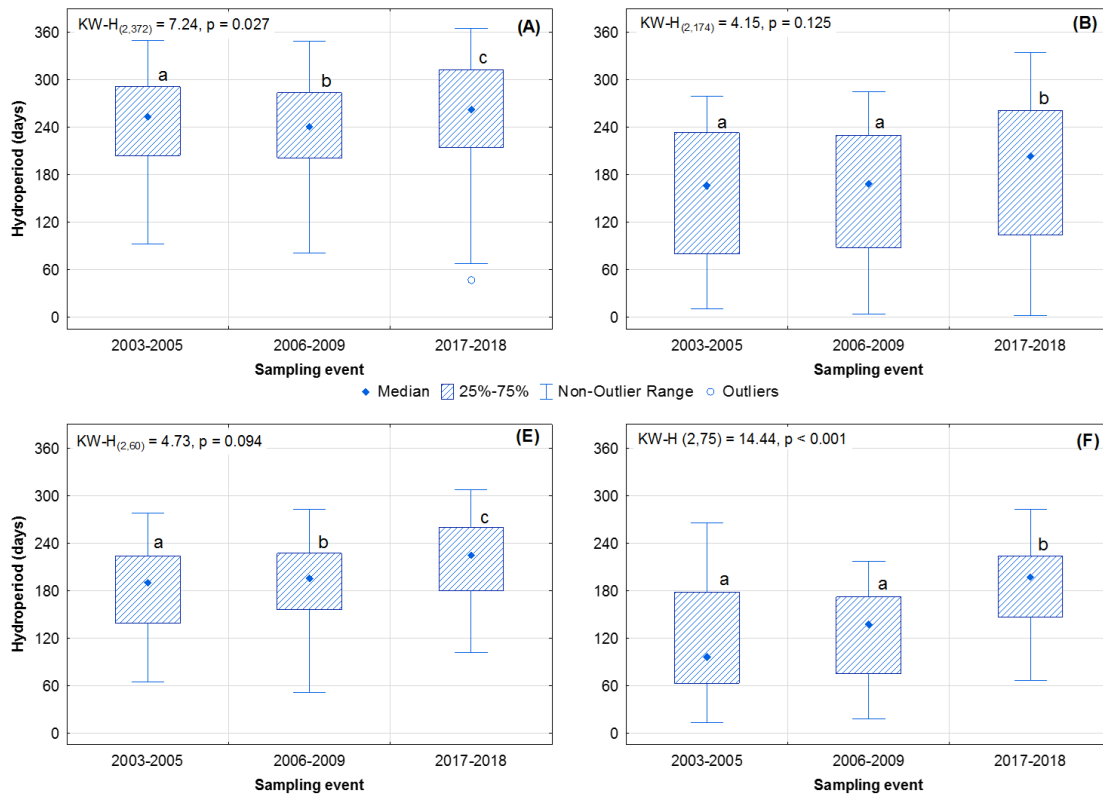 KW-H(2,372) = 7.24, p = 0.027
(A)
Hydroperiod (days)
360
300
240
180
120
60
0
a
b
c
2003-2005
2006-2009
2017-2018
Sampling event
KW-H(2,174) = 4.15, p = 0.125
(B)
360
300
240
180
120
60
0
a
a
b
2003-2005
2006-2009
2017-2018
Sampling event
Median 25%-75% Non-Outlier Range Outliers
KW-H(2,60) = 4.73, p = 0.094
(E)
Hydroperiod (days)
360
300
240
180
120
60
0
a
b
c
2003-2005
2006-2009
2017-2018
Sampling event
KW-H (2,75) = 14.44, p < 0.001
(F)
360
300
240
180
120
60
0
a
a
b
2003-2005
2006-2009
2017-2018
Sampling event